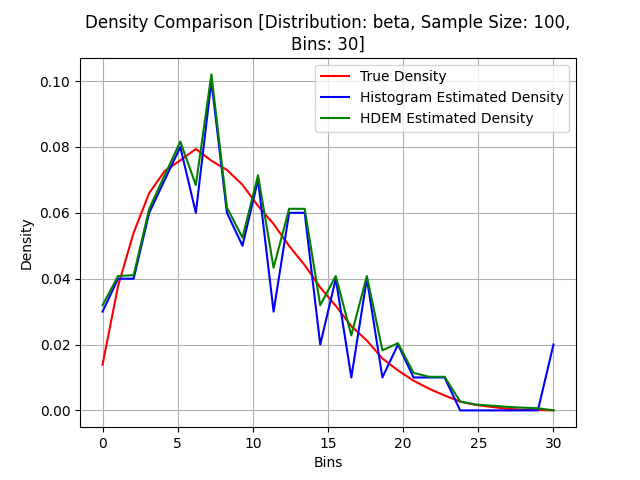 Density Comparison [Distribution: beta, Sample Size: 100,
Bins: 30]
True Density
Histogram Estimated Density
HDEM Estimated Density
Density
0.10
0.08
0.06
0.04
0.02
0.00
0 5 10 15 20 25 30
Bins